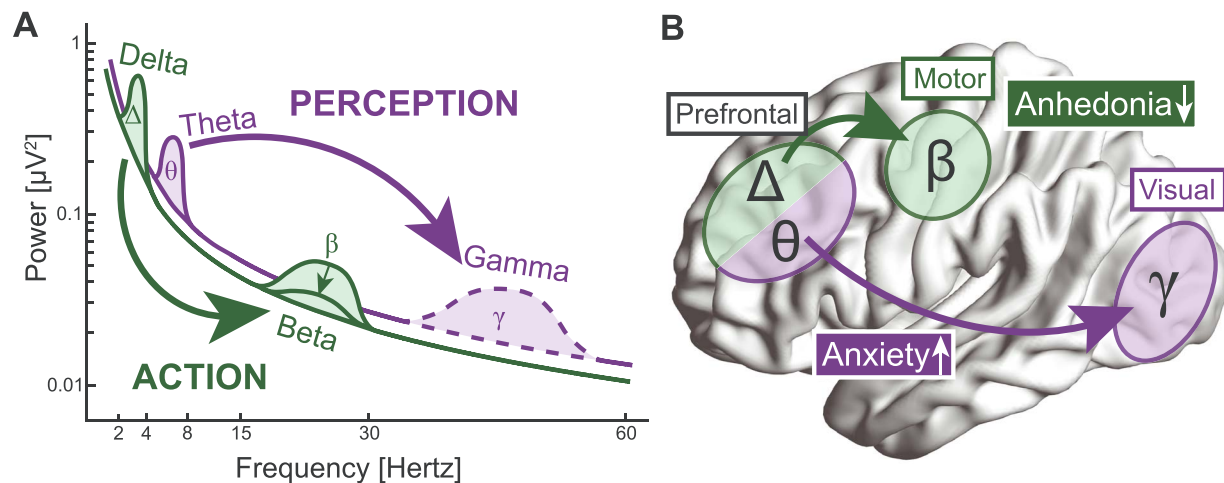 A
Power [µV²]
1
0.1
0.01
Delta
Δ
Theta
θ
PERCEPTION
β
Gamma
γ
Beta
ACTION
2 4 8 15 30 60
Frequency [Hertz]
B
Prefrontal
Motor
Anhedonia↓
Visual
Δ
θ
β
γ
Anxiety↑